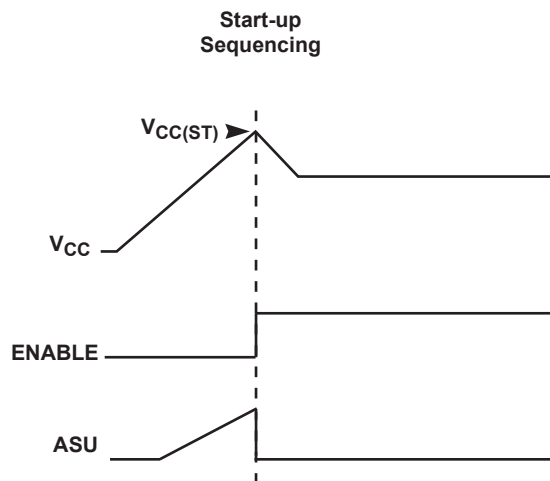 Start-up
Sequencing
VCC(ST)
VCC
ENABLE
ASU